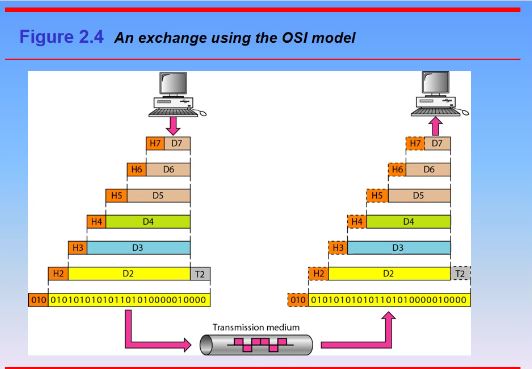 Figure 2.4 An exchange using the OSI model
H7 D7 H7 D7
H6 D6 H6 D6
H5 D5 H5 D5
H4 D4 H4 D4
H3 D3 H3 D3
H2 D2 T2 H2 D2 T2
010 010101010101101010000010000 010 010101010101101010000010000
Transmission medium